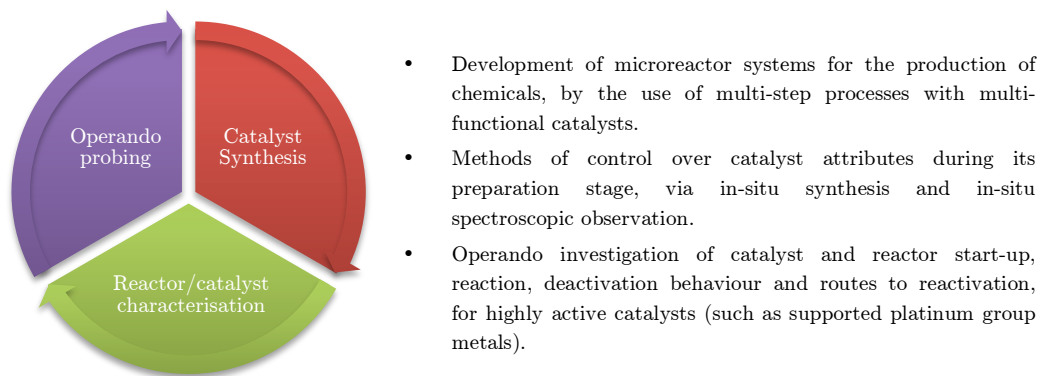 Operando
probing
Catalyst
Synthesis
Reactor/catalyst
characterisation
• Development of microreactor systems for the production of
chemicals, by the use of multi-step processes with multi-
functional catalysts.
• Methods of control over catalyst attributes during its
preparation stage, via in-situ synthesis and in-situ
spectroscopic observation.
• Operando investigation of catalyst and reactor start-up,
reaction, deactivation behaviour and routes to reactivation,
for highly active catalysts (such as supported platinum group
metals).